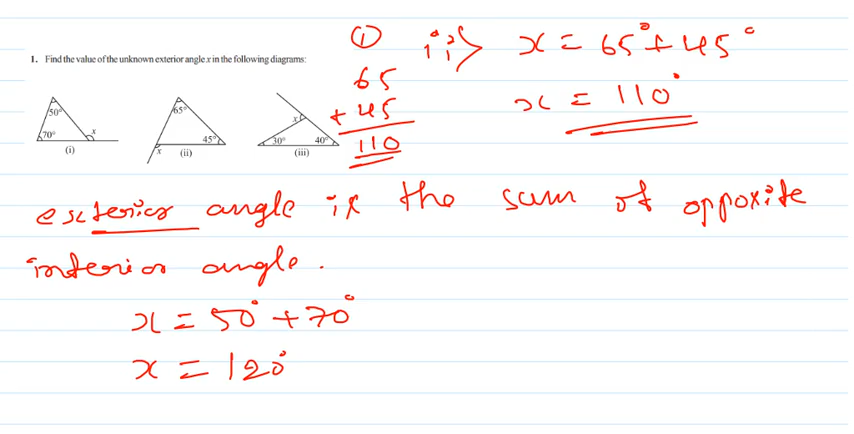 1. Find the value of the unknown exterior angle x in the following diagrams:
50°
70°
x
(i)
65°
45°
x
(ii)
x
30°
40°
(iii)
1
65
+ 45
110
ii> x = 65° + 45°
x = 110°
exterior angle is the sum of opposite
interior angle.
x = 50° + 70°
x = 120°